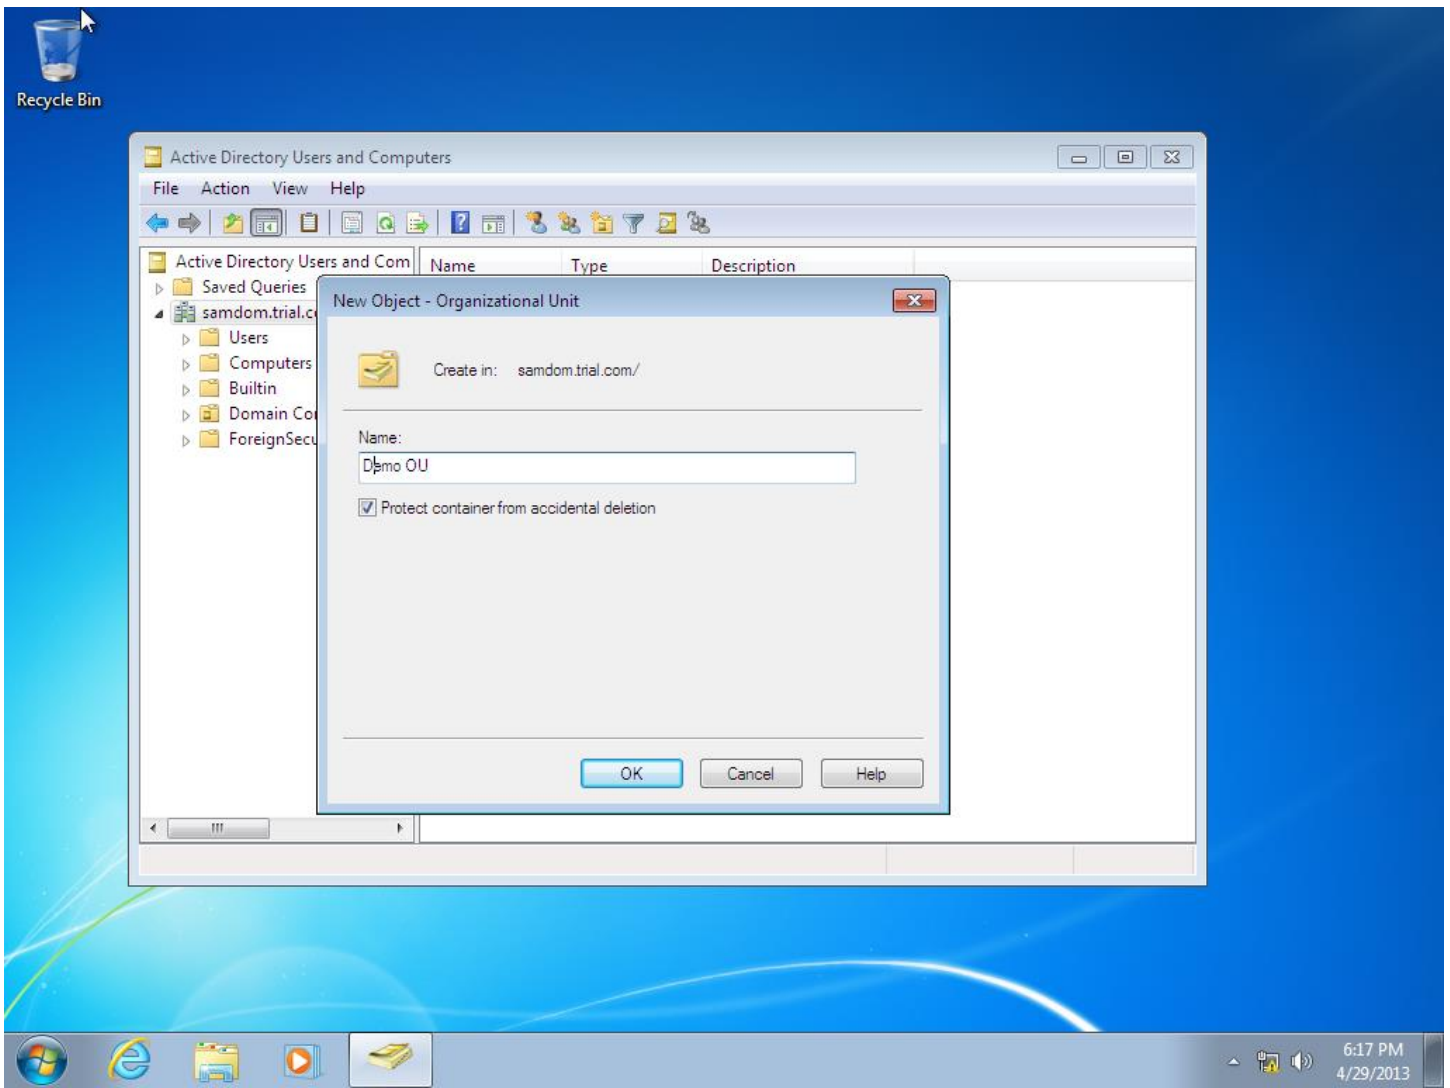 Recycle Bin
Active Directory Users and Computers
File Action View Help
Active Directory Users and Com
Name Type Description
Saved Queries
samdom.trial.c
Users
Computers
Builtin
Domain Co
ForeignSecu
New Object - Organizational Unit
Create in: samdom.trial.com/
Name:
Demo OU
Protect container from accidental deletion
OK Cancel Help
6:17 PM
4/29/2013